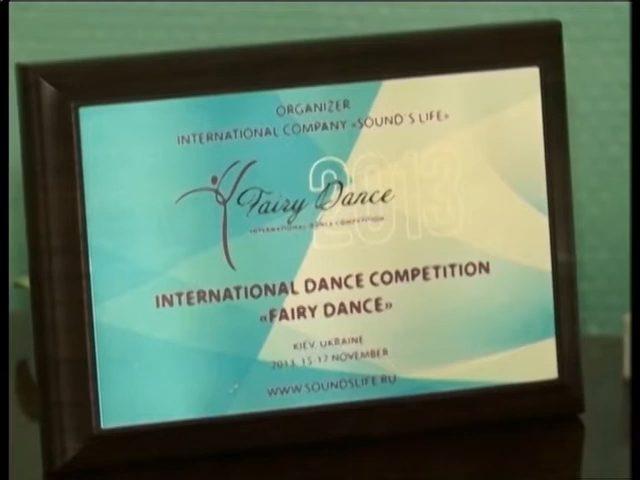 ORGANIZER
INTERNATIONAL COMPANY «SOUND'S LIFE»
2013
Fairy Dance
INTERNATIONAL DANCE COMPETITION
INTERNATIONAL DANCE COMPETITION
«FAIRY DANCE»
KIEV, UKRAINE
2013, 15-17 NOVEMBER
WWW.SOUNDSLIFE.RU